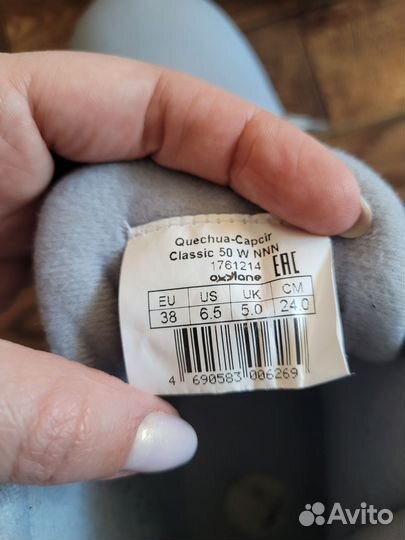 Quechua-Capcir
Classic 50 W NNN
1761214
oxylane
EAC
EU US UK CM
38 6.5 5.0 24.0
4 690583 006269
Avito